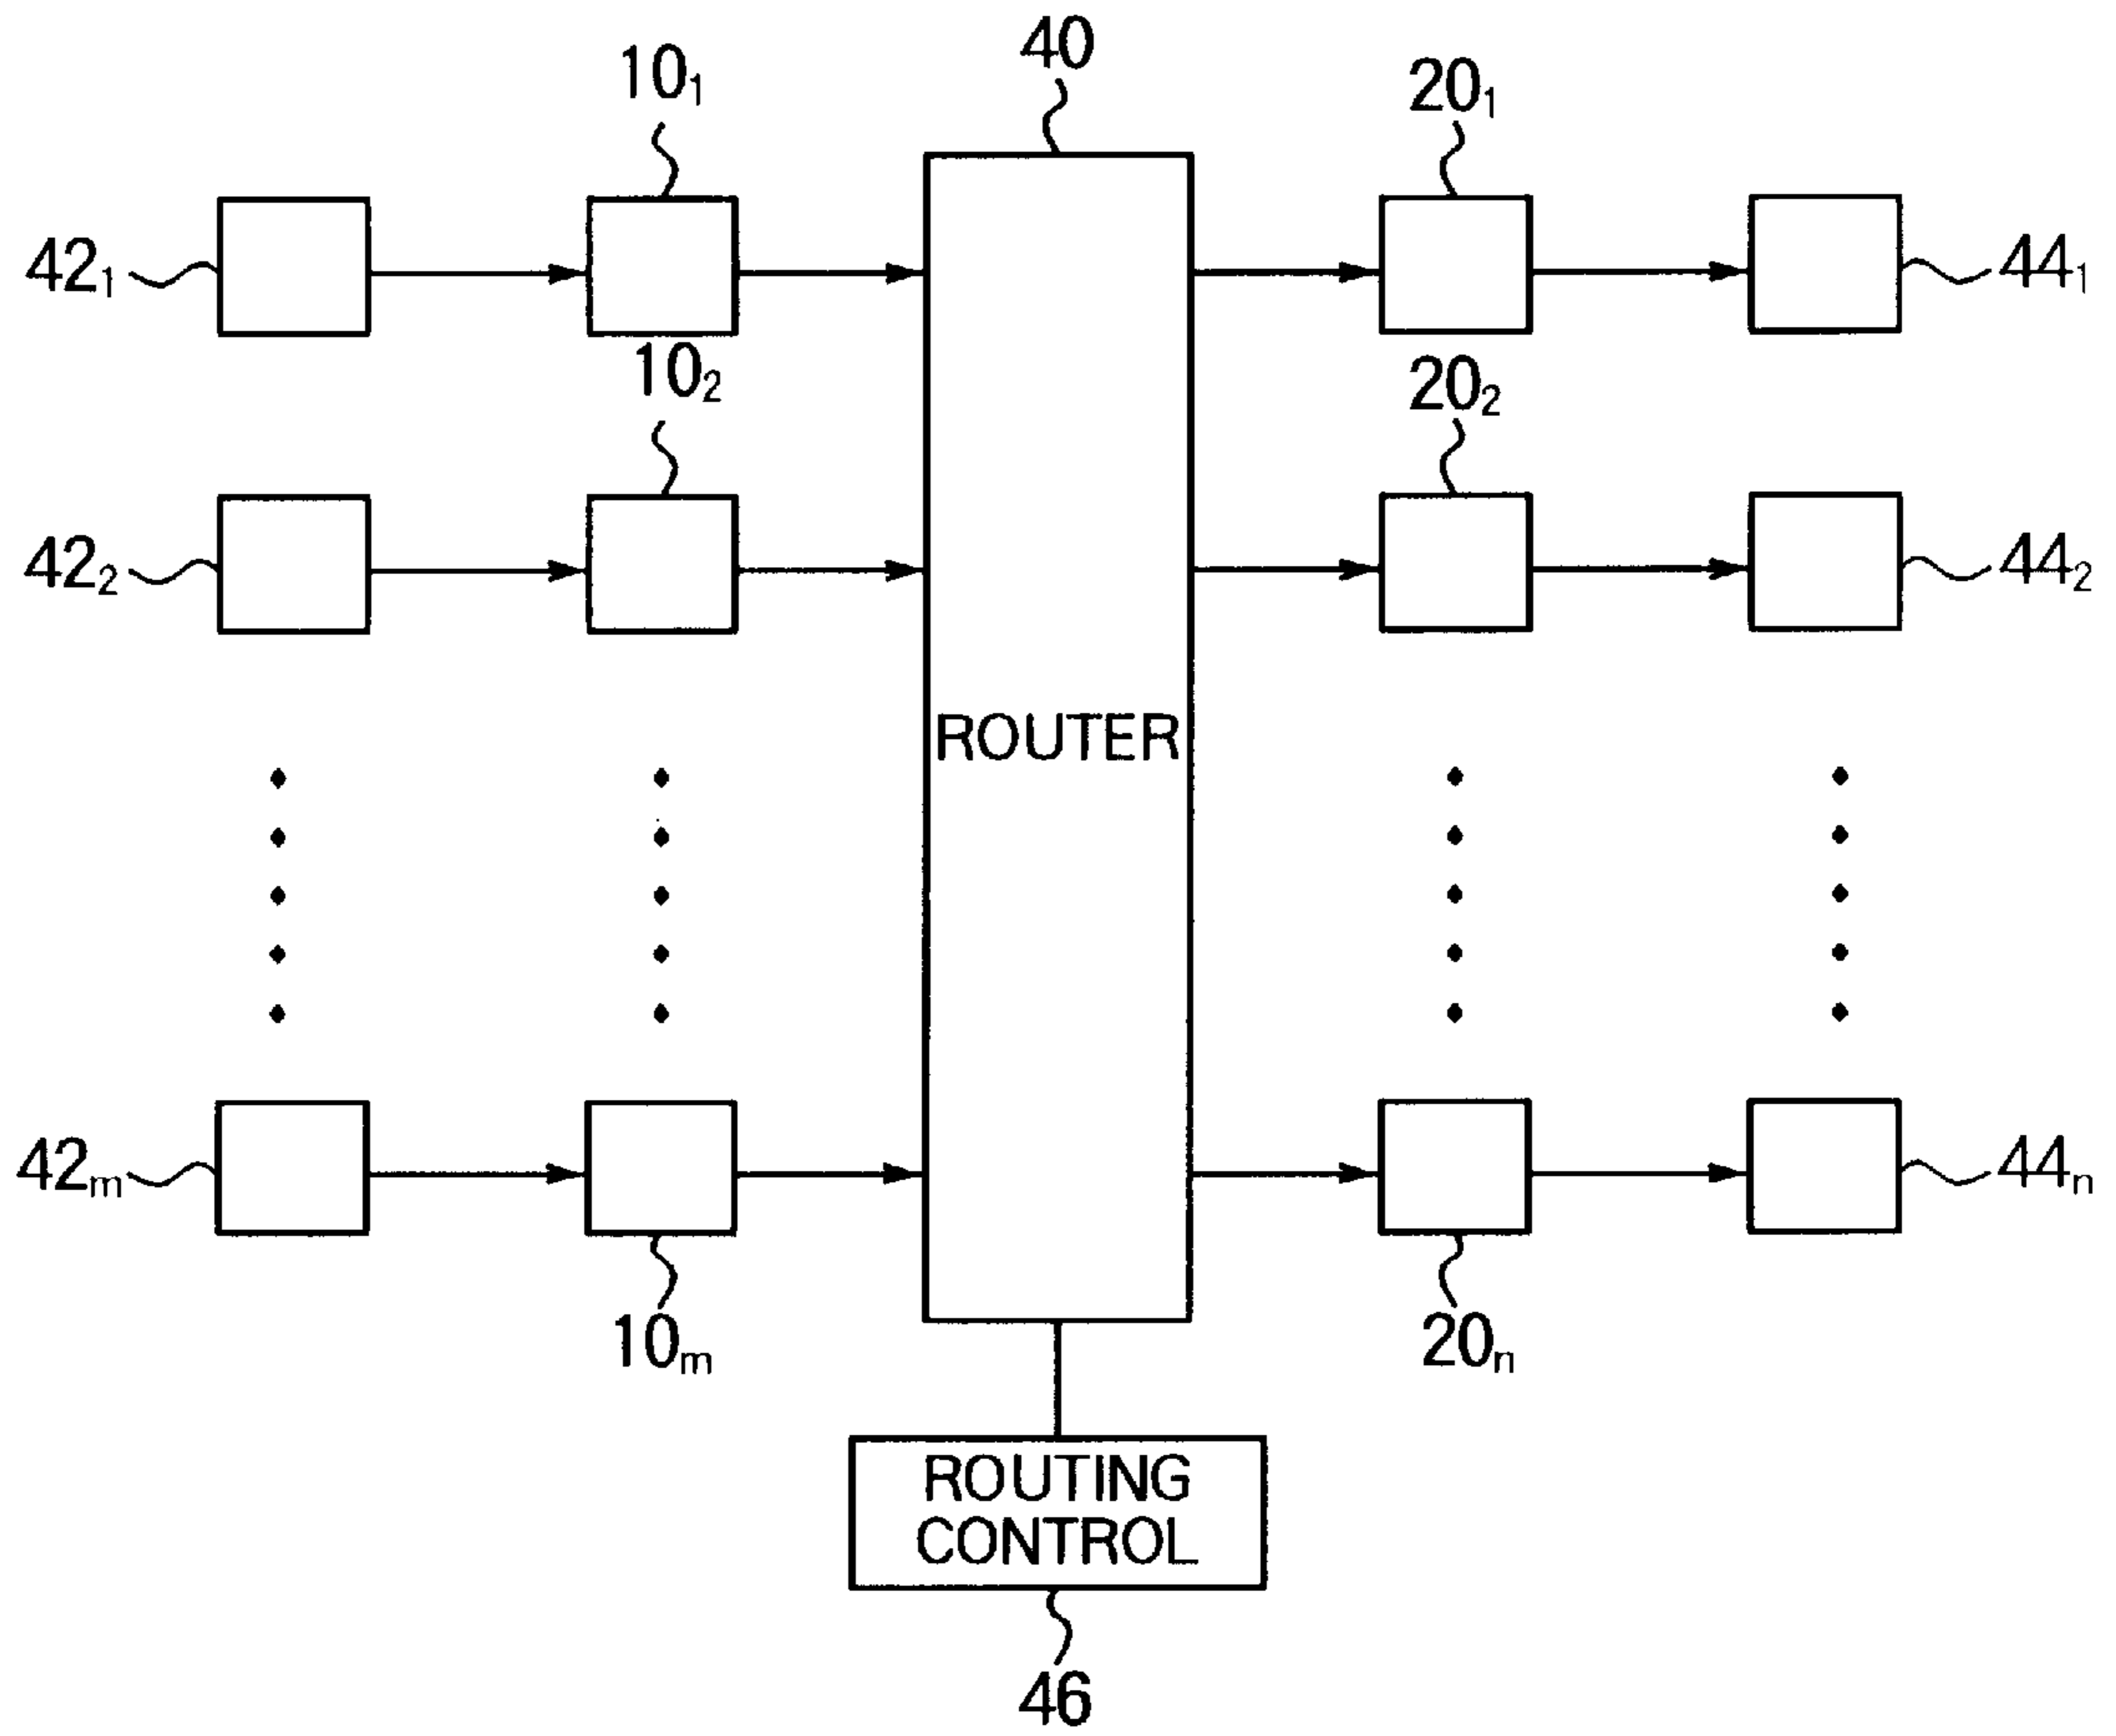 40
10₁
20₁
42₁
44₁
10₂
20₂
42₂
44₂
ROUTER
42ₘ
44ₙ
10ₘ
20ₙ
ROUTING
CONTROL
46